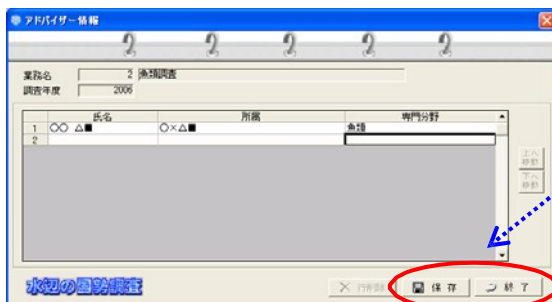 アドバイザー情報
業務名 2 魚類調査
調査年度 2006
氏名 所属 専門分野
1 〇〇 △■ 〇×△■ 魚類
2
上へ
移動
下へ
移動
水辺の国勢調査 行削除 保存 終了